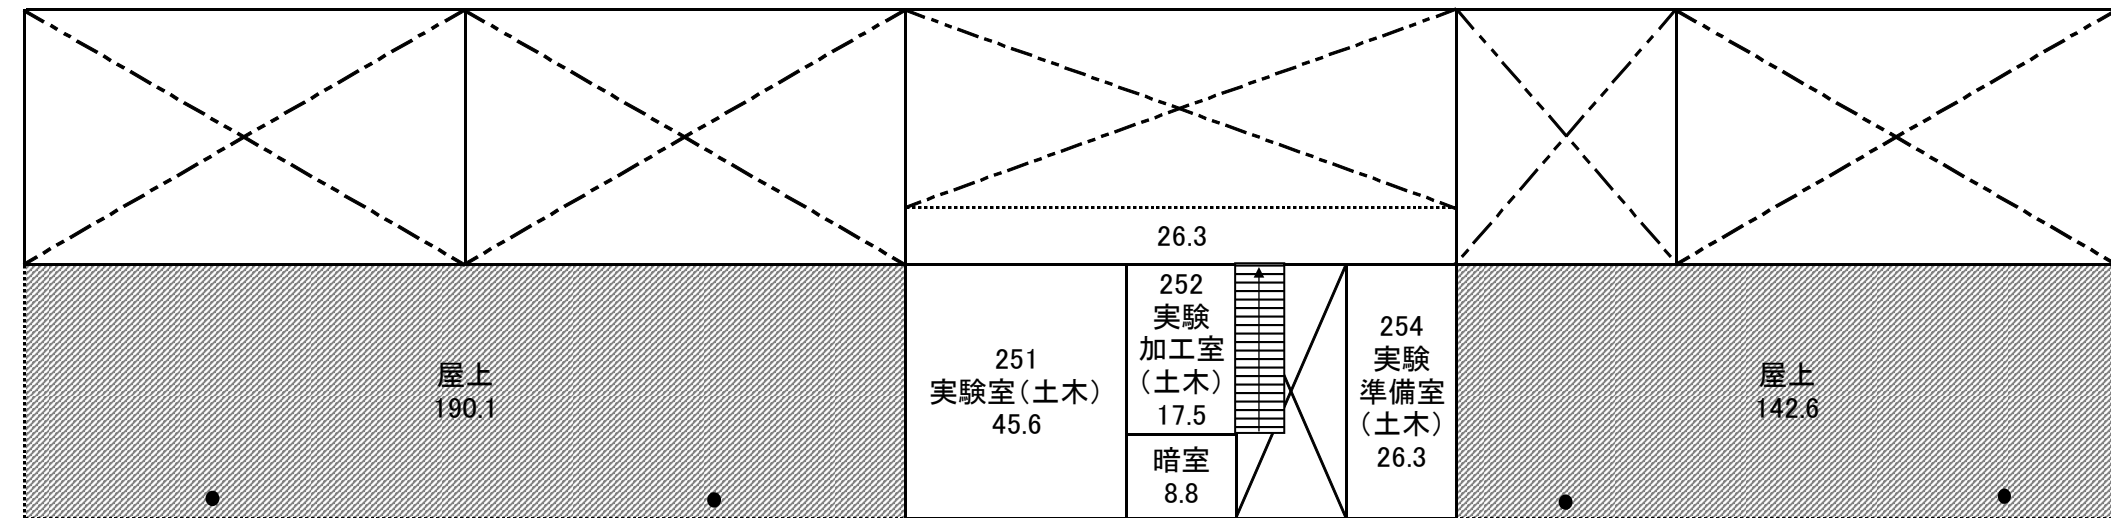 26.3
屋上
190.1
251
実験室（土木）
45.6
252
実験
加工室
（土木）
17.5
暗室
8.8
254
実験
準備室
（土木）
26.3
屋上
142.6